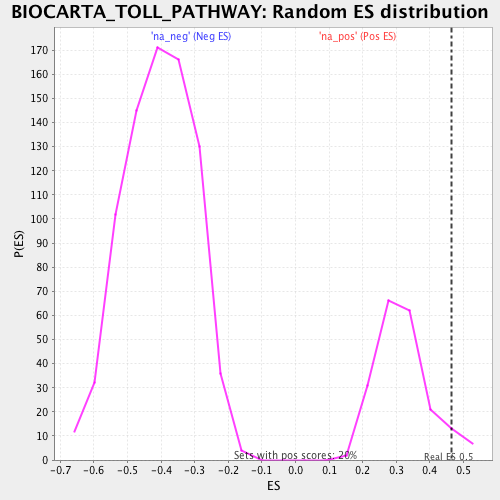 BIOCARTA_TOLL_PATHWAY: Random ES distribution
'na_neg' (Neg ES) 'na_pos' (Pos ES)
170
160
150
140
130
120
110
100
90
80
70
60
50
40
30
20
10
0
P(ES)
Sets with pos scores: 20%
Real ES 0.5
-0.7 -0.6 -0.5 -0.4 -0.3 -0.2 -0.1 0.0 0.1 0.2 0.3 0.4 0.5
ES